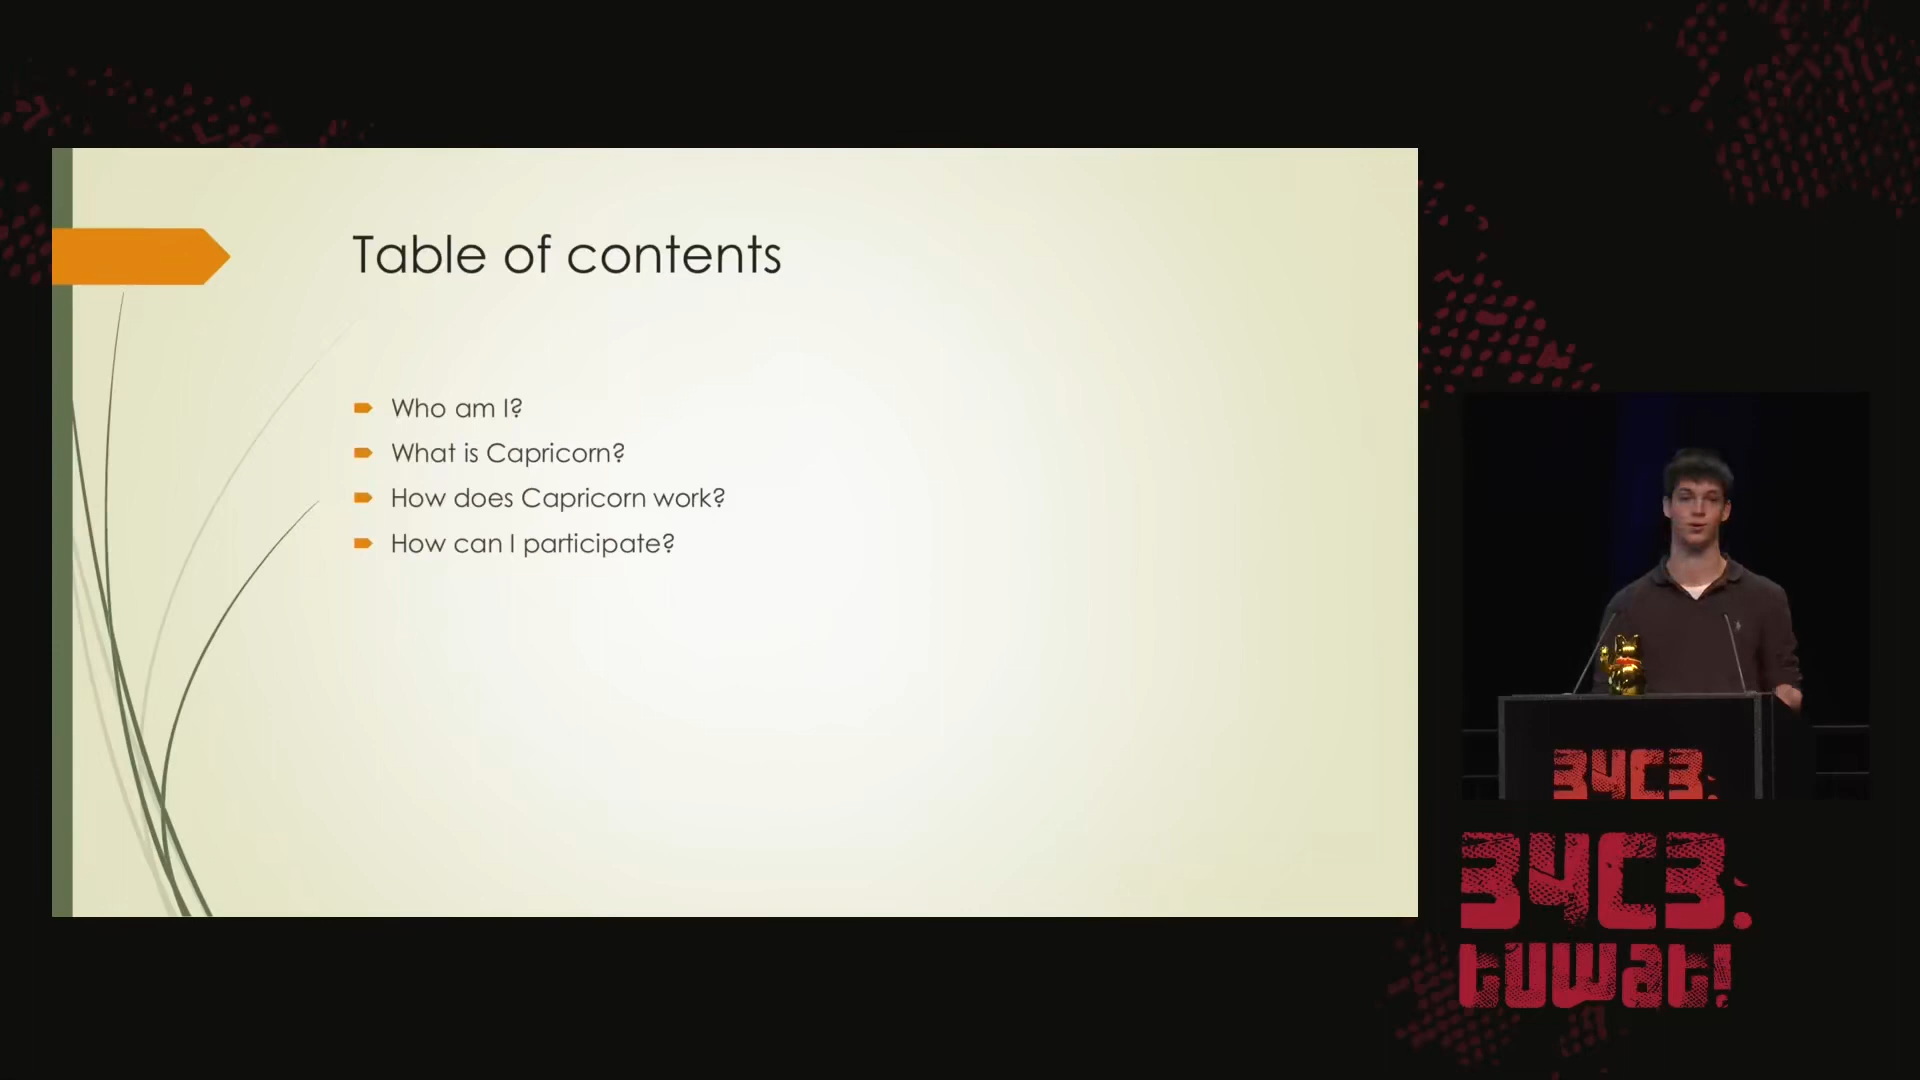 Table of contents
Who am I?
What is Capricorn?
How does Capricorn work?
How can I participate?
34C3.
34C3.
tuwat!